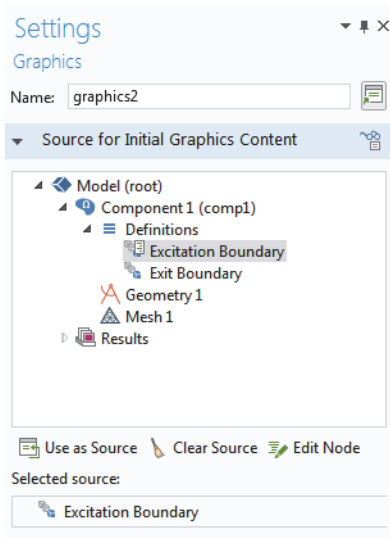 Settings
Graphics
Name: graphics2
Source for Initial Graphics Content
Model (root)
Component 1 (comp1)
Definitions
Excitation Boundary
Exit Boundary
Geometry 1
Mesh 1
Results
Use as Source Clear Source Edit Node
Selected source:
Excitation Boundary